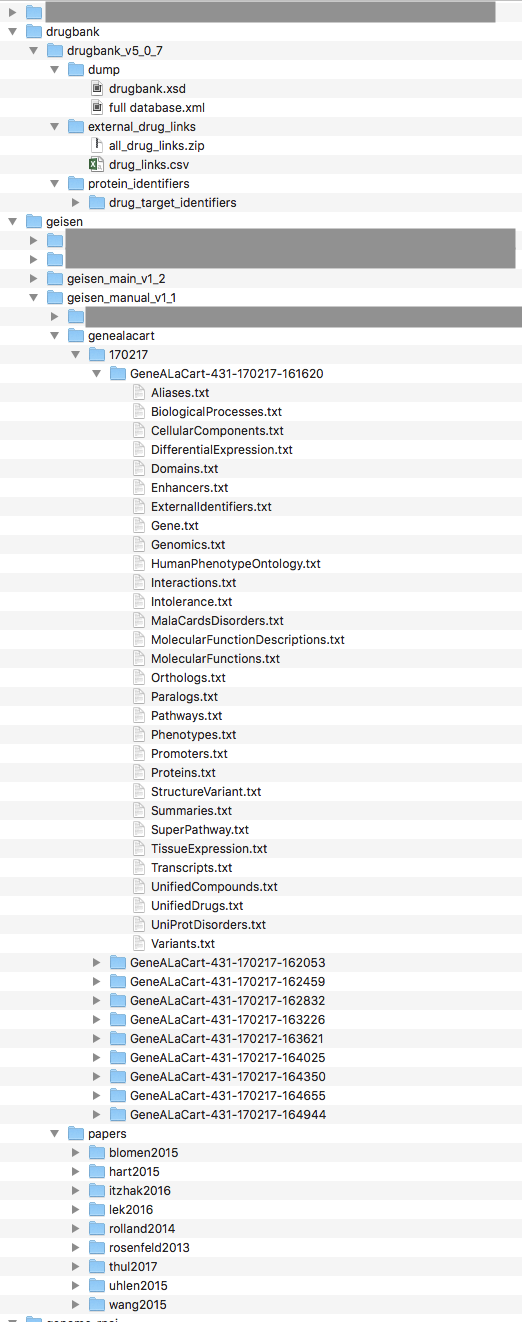 drugbank
drugbank_v5_0_7
dump
drugbank.xsd
full database.xml
external_drug_links
all_drug_links.zip
drug_links.csv
protein_identifiers
drug_target_identifiers
geisen
geisen_main_v1_2
geisen_manual_v1_1
genealacart
170217
GeneALaCart-431-170217-161620
Aliases.txt
BiologicalProcesses.txt
CellularComponents.txt
DifferentialExpression.txt
Domains.txt
Enhancers.txt
ExternalIdentifiers.txt
Gene.txt
Genomics.txt
HumanPhenotypeOntology.txt
Interactions.txt
Intolerance.txt
MalaCardsDisorders.txt
MolecularFunctionDescriptions.txt
MolecularFunctions.txt
Orthologs.txt
Paralogs.txt
Pathways.txt
Phenotypes.txt
Promoters.txt
Proteins.txt
StructureVariant.txt
Summaries.txt
SuperPathway.txt
TissueExpression.txt
Transcripts.txt
UnifiedCompounds.txt
UnifiedDrugs.txt
UniProtDisorders.txt
Variants.txt
GeneALaCart-431-170217-162053
GeneALaCart-431-170217-162459
GeneALaCart-431-170217-162832
GeneALaCart-431-170217-163226
GeneALaCart-431-170217-163621
GeneALaCart-431-170217-164025
GeneALaCart-431-170217-164350
GeneALaCart-431-170217-164655
GeneALaCart-431-170217-164944
papers
blomen2015
hart2015
itzhak2016
lek2016
rolland2014
rosenfeld2013
thul2017
uhlen2015
wang2015